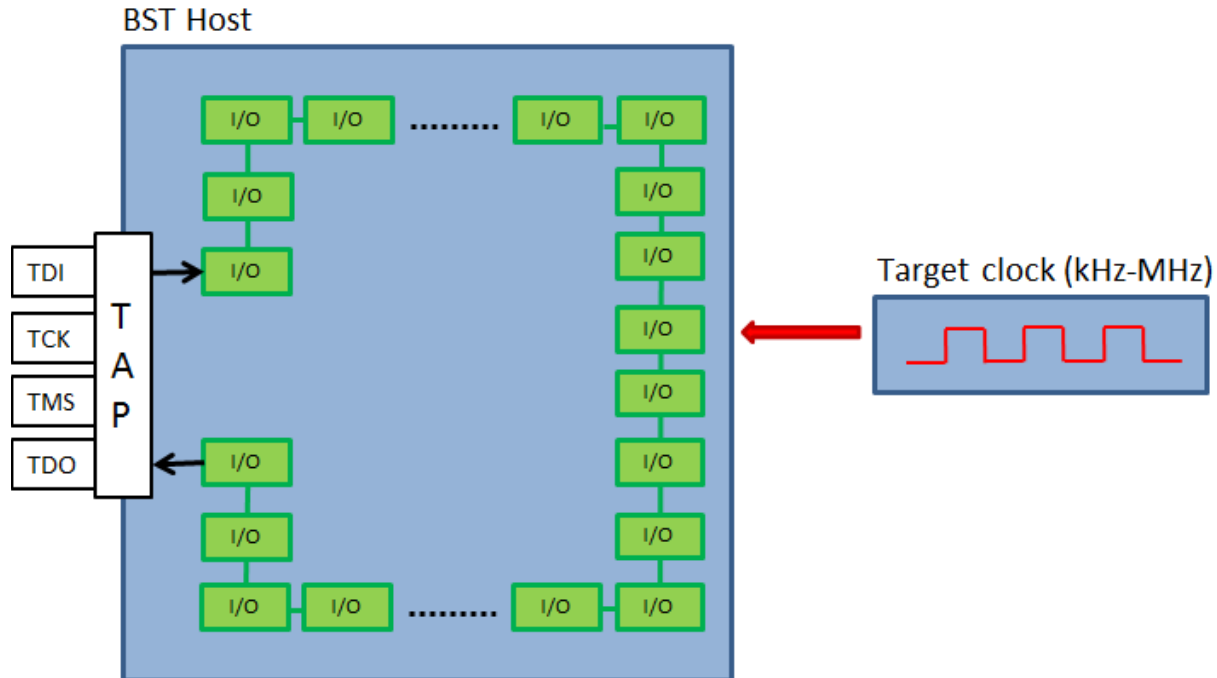 BST Host
I/O I/O ......... I/O I/O
I/O I/O
I/O I/O
TDI
TCK
TMS
TDO
T
A
P
I/O
I/O
I/O I/O
I/O I/O
I/O I/O ......... I/O I/O
Target clock (kHz-MHz)